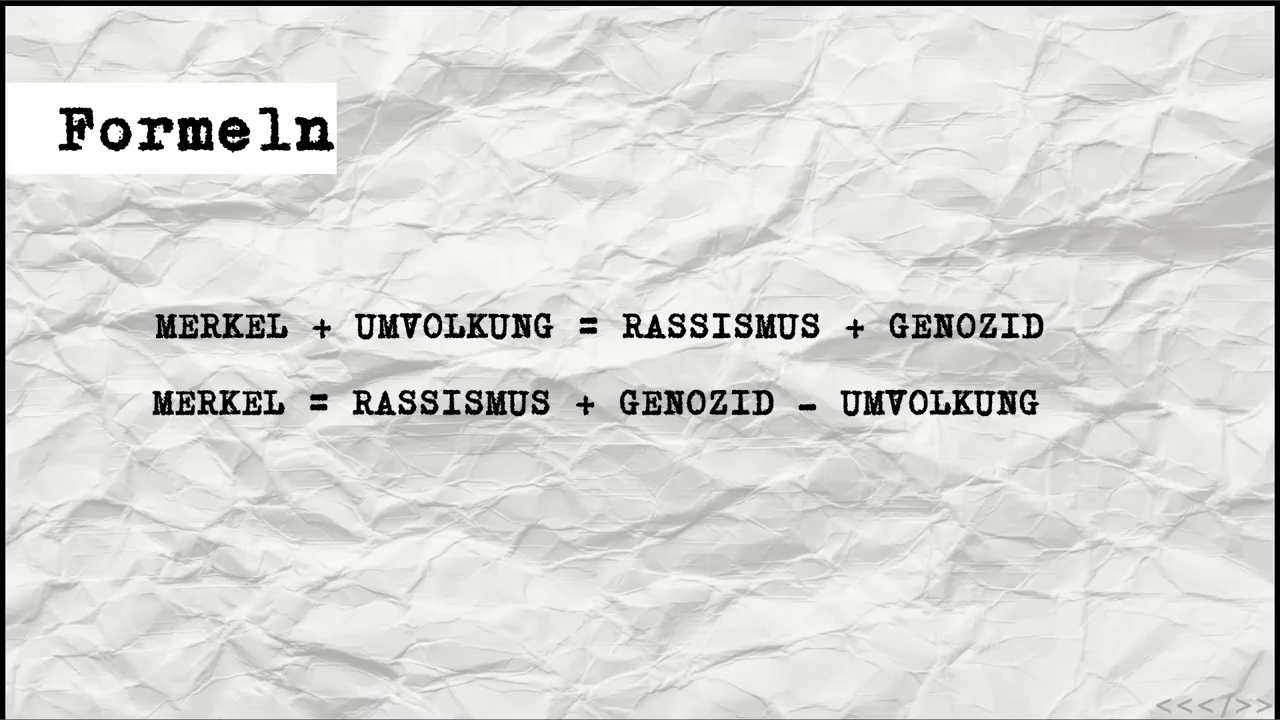 Formeln
MERKEL + UMVOLKUNG = RASSISMUS + GENOZID
MERKEL = RASSISMUS + GENOZID - UMVOLKUNG
<<</>>